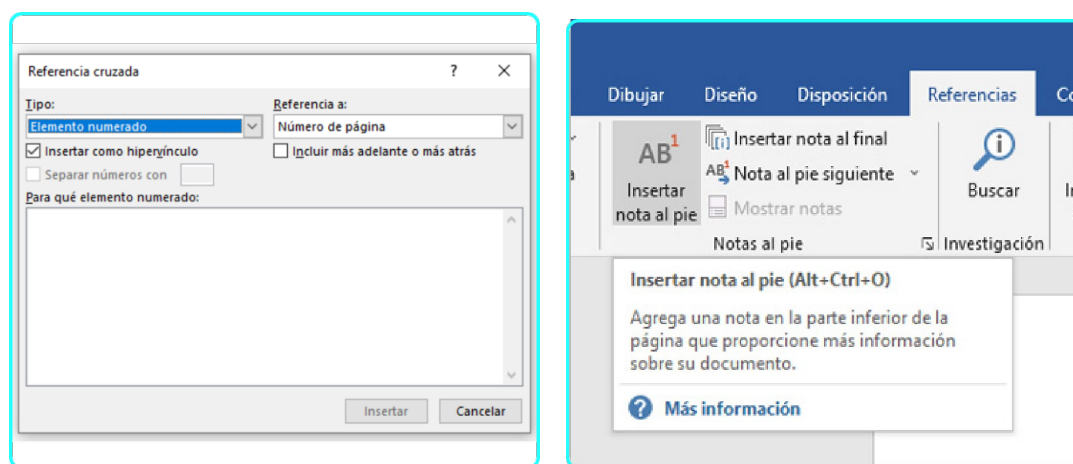 Referencia cruzada ? ×
Tipo:
Referencia a:
Elemento numerado
Número de página
Insertar como hipervínculo
Incluir más adelante o más atrás
Separar números con
Para qué elemento numerado:
Insertar
Cancelar
Dibujar Diseño Disposición Referencias
AB1
Insertar
nota al pie
Insertar nota al final
AB1 Nota al pie siguiente
Mostrar notas
Notas al pie
Buscar
Investigación
Insertar nota al pie (Alt+Ctrl+O)
Agrega una nota en la parte inferior de la
página que proporcione más información
sobre su documento.
? Más información